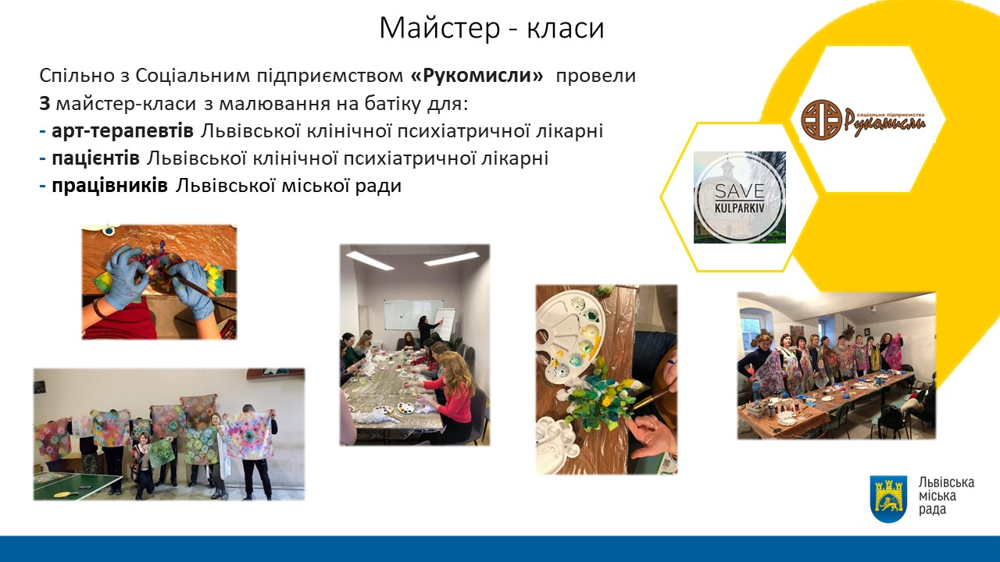 Майстер - класи
Спільно з Соціальним підприємством «Рукомисли» провели
3 майстер-класи з малювання на батіку для:
- арт-терапевтів Львівської клінічної психіатричної лікарні
- пацієнтів Львівської клінічної психіатричної лікарні
- працівників Львівської міської ради
соціальне підприємство
Рукомисли
SAVE
KULPARKIV
Львівська
міська
рада